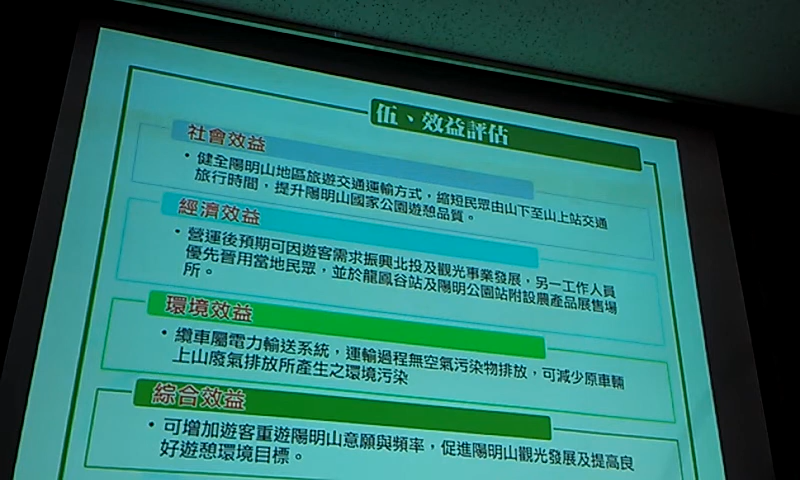 伍、效益評估
社會效益
・健全陽明山地區旅遊交通運輸方式，縮短民眾由山下至山上站交通
旅行時間，提升陽明山國家公園遊憩品質。
經濟效益
・營運後預期可因遊客需求振興北投及觀光事業發展，另一工作人員
優先晉用當地民眾，並於龍鳳谷站及陽明公園站附設農產品展售場
所。
環境效益
・纜車屬電力輸送系統，運輸過程無空氣污染物排放，可減少原車輛
上山廢氣排放所產生之環境污染
綜合效益
・可增加遊客重遊陽明山意願與頻率，促進陽明山觀光發展及提高良
好遊憩環境目標。